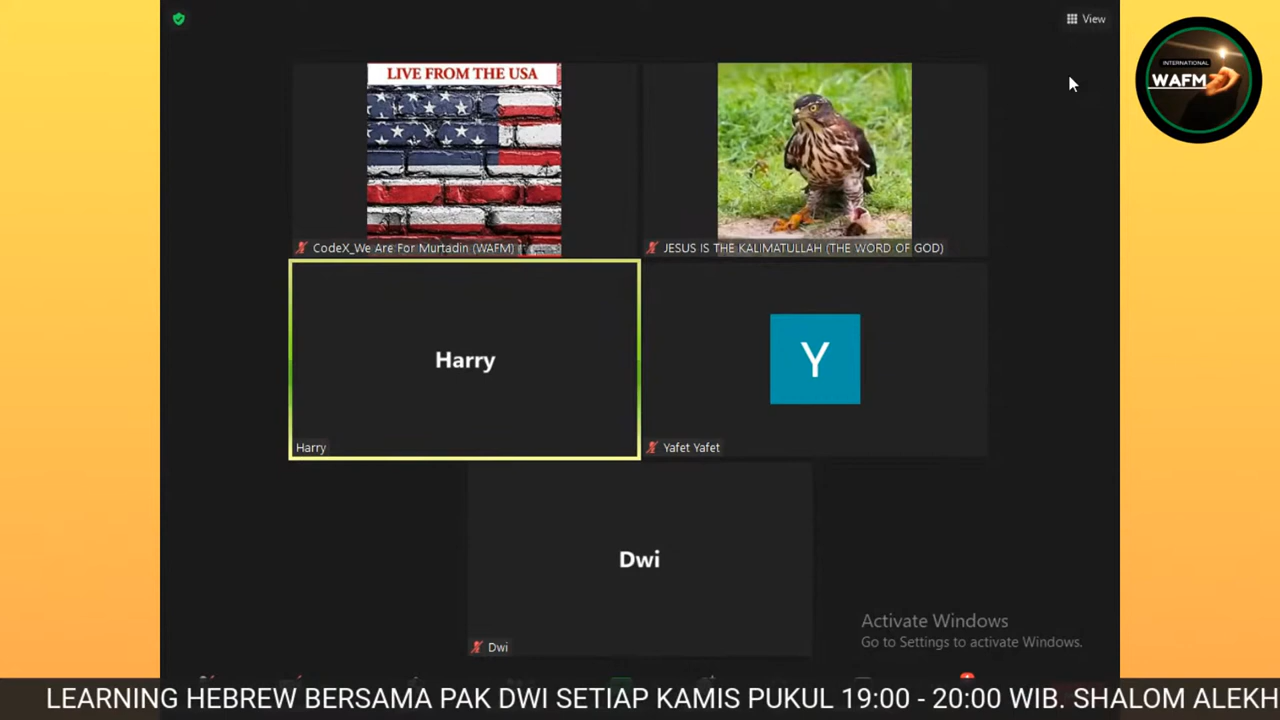 View
INTERNATIONAL
WAFM
LIVE FROM THE USA
CodeX_We Are For Murtadin (WAFM)
JESUS IS THE KALIMATULLAH (THE WORD OF GOD)
Harry
Harry
Y
Yafet Yafet
Dwi
Dwi
Activate Windows
Go to Settings to activate Windows.
LEARNING HEBREW BERSAMA PAK DWI SETIAP KAMIS PUKUL 19:00 - 20:00 WIB. SHALOM ALEKH